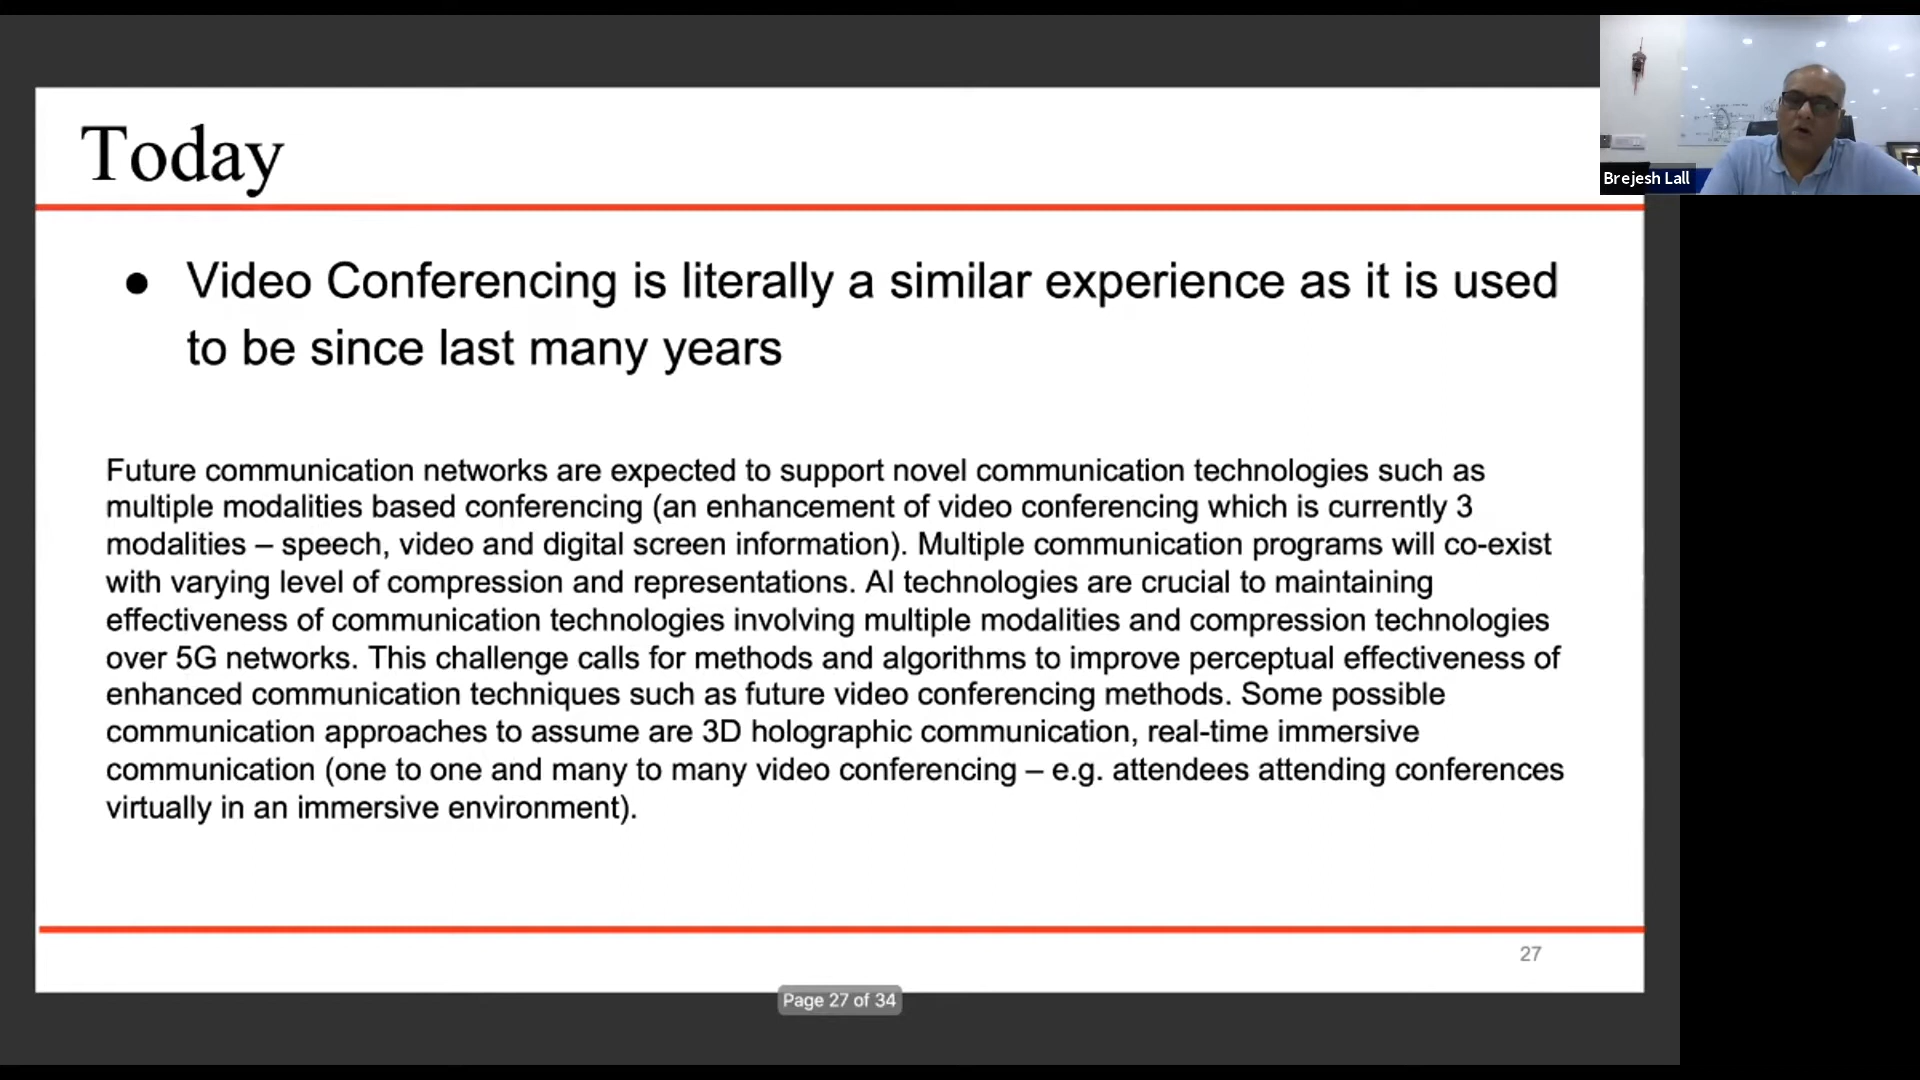 Today
● Video Conferencing is literally a similar experience as it is used
to be since last many years
Future communication networks are expected to support novel communication technologies such as
multiple modalities based conferencing (an enhancement of video conferencing which is currently 3
modalities – speech, video and digital screen information). Multiple communication programs will co-exist
with varying level of compression and representations. AI technologies are crucial to maintaining
effectiveness of communication technologies involving multiple modalities and compression technologies
over 5G networks. This challenge calls for methods and algorithms to improve perceptual effectiveness of
enhanced communication techniques such as future video conferencing methods. Some possible
communication approaches to assume are 3D holographic communication, real-time immersive
communication (one to one and many to many video conferencing – e.g. attendees attending conferences
virtually in an immersive environment).
27
Page 27 of 34
Brejesh Lall